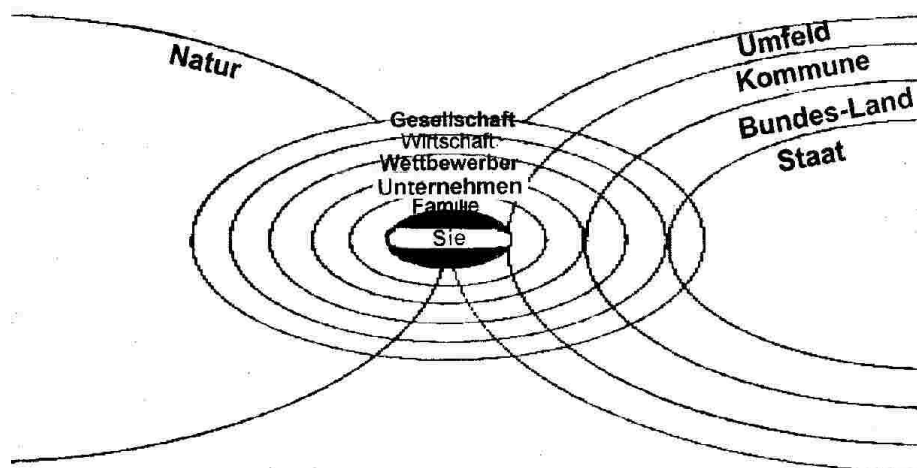 Natur
Umfeld
Kommune
Bundes-Land
Staat
Gesellschaft
Wirtschaft
Wettbewerber
Unternehmen
Familie
Sie